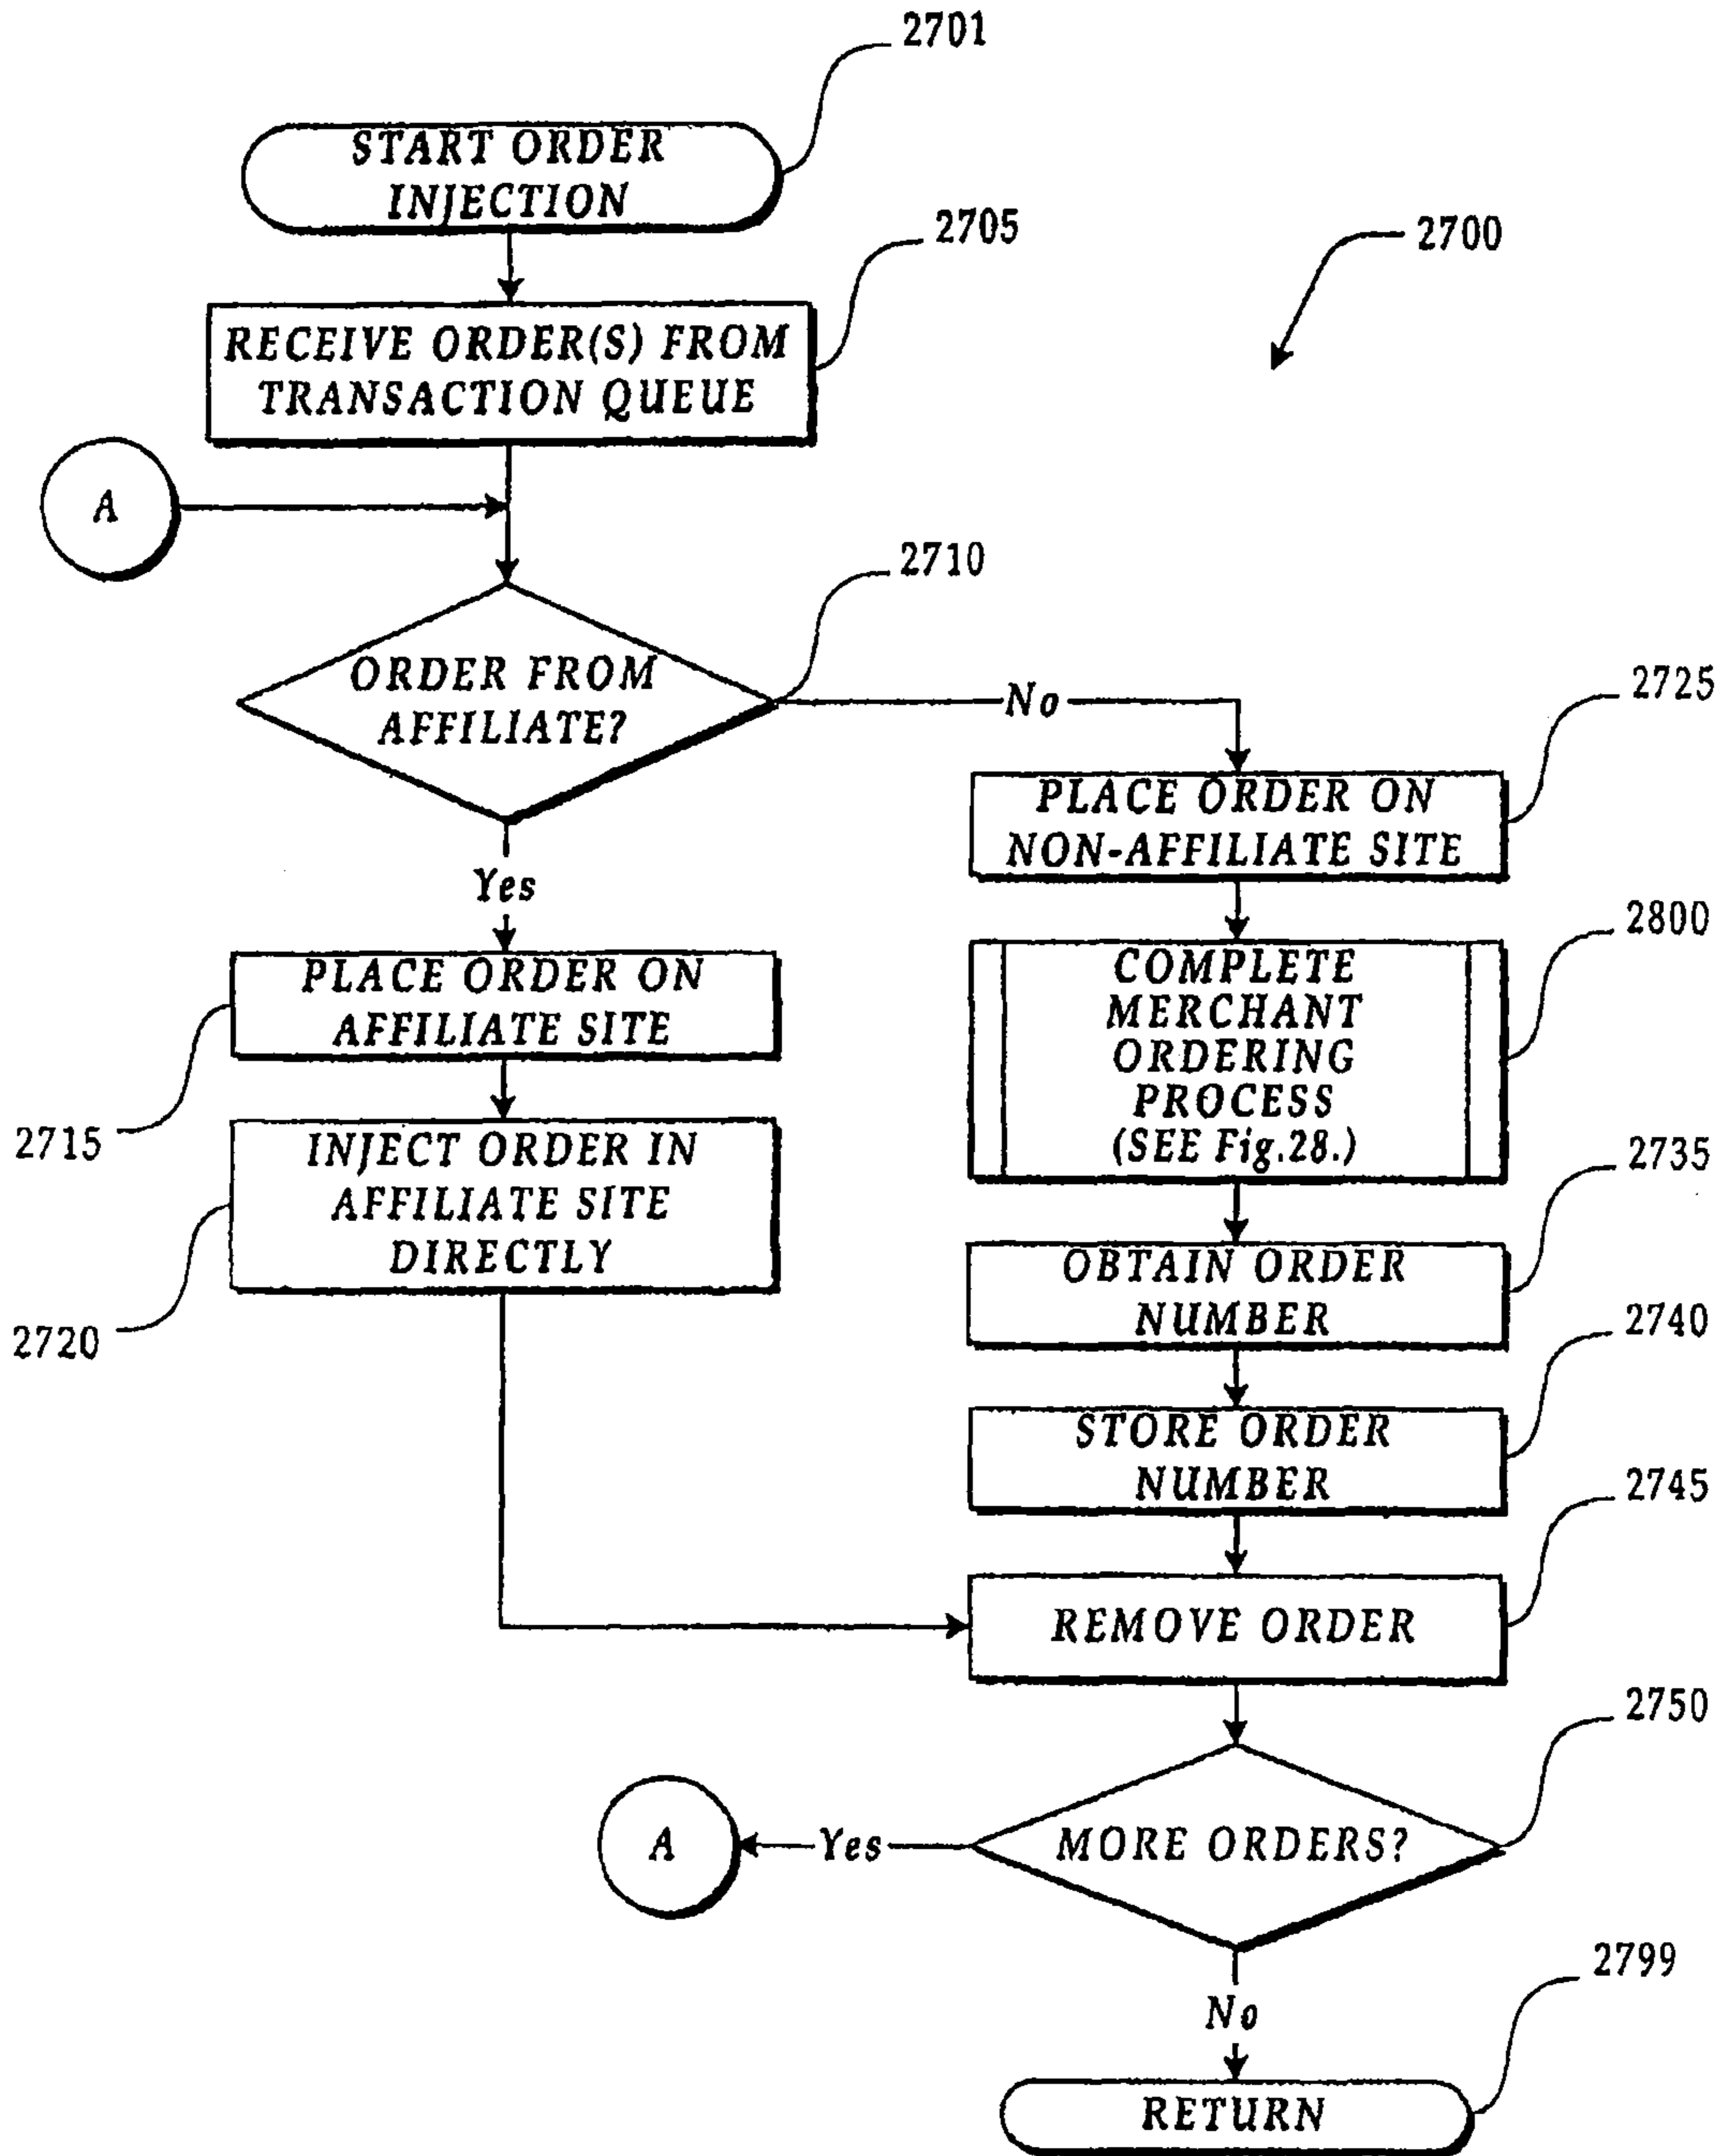 2701
START ORDER
INJECTION
2705
2700
RECEIVE ORDER(S) FROM
TRANSACTION QUEUE
A
2710
ORDER FROM
AFFILIATE?
No
2725
PLACE ORDER ON
NON-AFFILIATE SITE
Yes
2800
PLACE ORDER ON
AFFILIATE SITE
2715
COMPLETE
MERCHANT
ORDERING
PROCESS
(SEE Fig.28.)
INJECT ORDER IN
AFFILIATE SITE
DIRECTLY
2720
2735
OBTAIN ORDER
NUMBER
2740
STORE ORDER
NUMBER
2745
REMOVE ORDER
2750
MORE ORDERS?
Yes
A
No
2799
RETURN